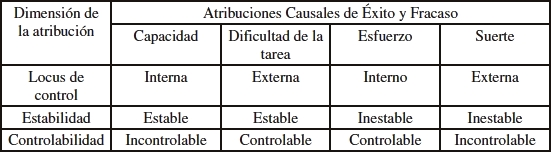 Dimensión de la atribución | Atribuciones Causales de Éxito y Fracaso
Capacidad | Dificultad de la tarea | Esfuerzo | Suerte
Locus de control | Interna | Externa | Interno | Externa
Estabilidad | Estable | Estable | Inestable | Inestable
Controlabilidad | Incontrolable | Controlable | Controlable | Incontrolable